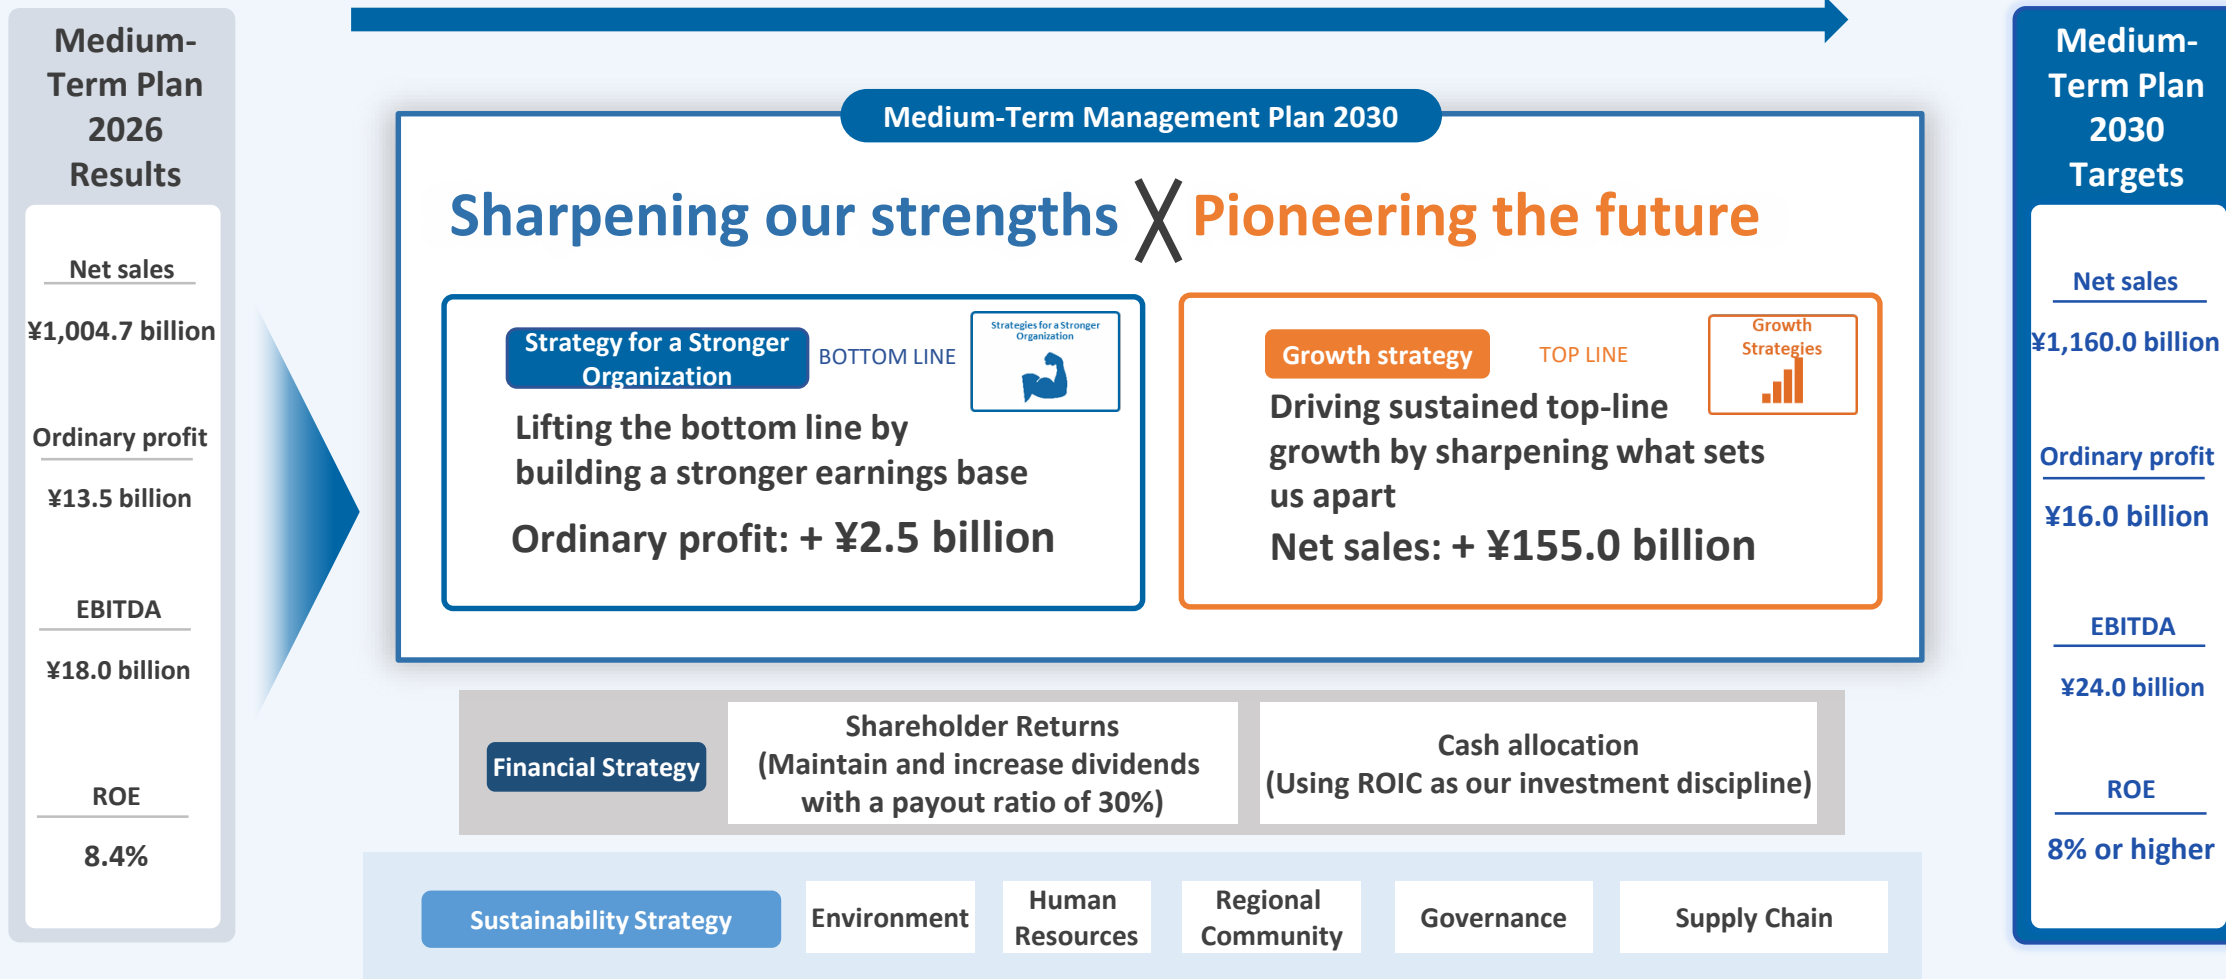 Medium-
Term Plan
2026
Results
Net sales
¥1,004.7 billion
Ordinary profit
¥13.5 billion
EBITDA
¥18.0 billion
ROE
8.4%
Medium-Term Management Plan 2030
Sharpening our strengths X Pioneering the future
Strategy for a Stronger
Organization
BOTTOM LINE
Strategies for a Stronger
Organization
Lifting the bottom line by
building a stronger earnings base
Ordinary profit: + ¥2.5 billion
Growth strategy
TOP LINE
Growth
Strategies
Driving sustained top-line
growth by sharpening what sets
us apart
Net sales: + ¥155.0 billion
Financial Strategy
Shareholder Returns
(Maintain and increase dividends
with a payout ratio of 30%)
Cash allocation
(Using ROIC as our investment discipline)
Sustainability Strategy
Environment
Human
Resources
Regional
Community
Governance
Supply Chain
Medium-
Term Plan
2030
Targets
Net sales
¥1,160.0 billion
Ordinary profit
¥16.0 billion
EBITDA
¥24.0 billion
ROE
8% or higher